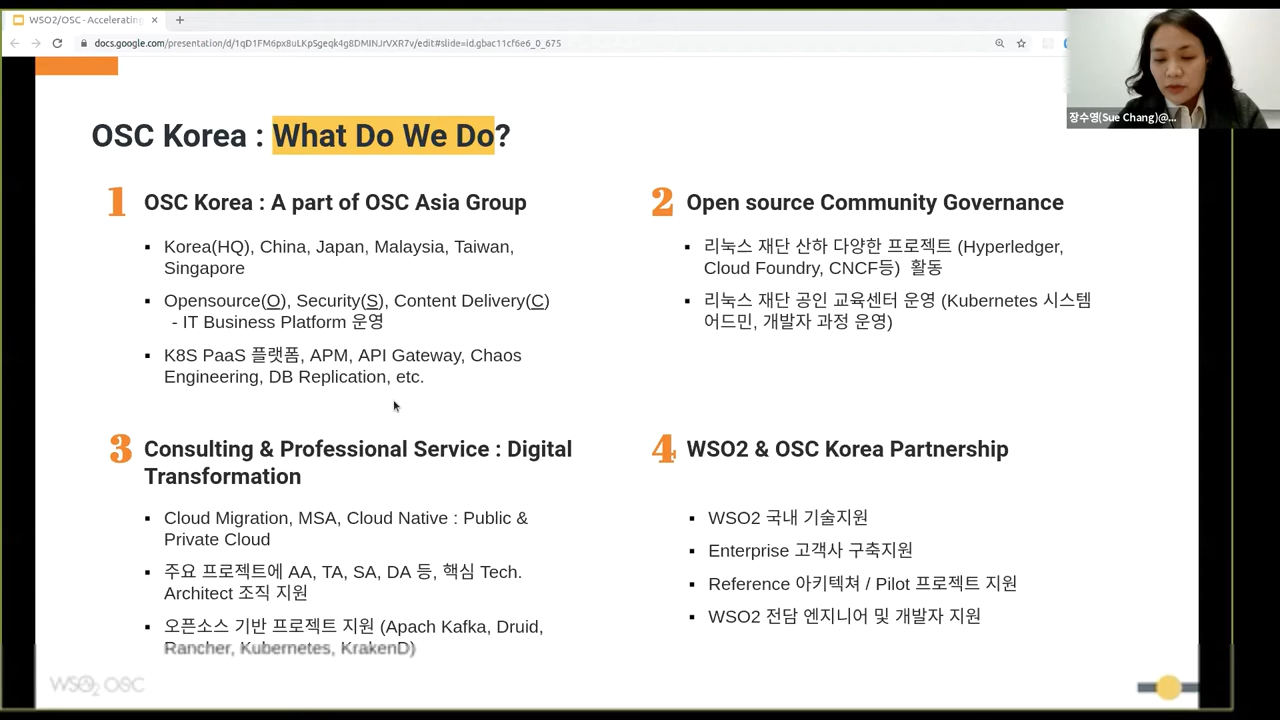 WSO2/OSC - Accelerating
docs.google.com/presentation/d/1qD1FM6px8uLKpSgeqk4g8DMINJrVXR7v/edit#slide=id.gbac11cf6e6_0_675
장수영(Sue Chang)@...
OSC Korea : What Do We Do?
1 OSC Korea : A part of OSC Asia Group
▪ Korea(HQ), China, Japan, Malaysia, Taiwan,
Singapore
▪ Opensource(O), Security(S), Content Delivery(C)
- IT Business Platform 운영
▪ K8S PaaS 플랫폼, APM, API Gateway, Chaos
Engineering, DB Replication, etc.
2 Open source Community Governance
▪ 리눅스 재단 산하 다양한 프로젝트 (Hyperledger,
Cloud Foundry, CNCF등) 활동
▪ 리눅스 재단 공인 교육센터 운영 (Kubernetes 시스템
어드민, 개발자 과정 운영)
3 Consulting & Professional Service : Digital
Transformation
▪ Cloud Migration, MSA, Cloud Native : Public &
Private Cloud
▪ 주요 프로젝트에 AA, TA, SA, DA 등, 핵심 Tech.
Architect 조직 지원
▪ 오픈소스 기반 프로젝트 지원 (Apach Kafka, Druid,
Rancher, Kubernetes, KrakenD)
4 WSO2 & OSC Korea Partnership
▪ WSO2 국내 기술지원
▪ Enterprise 고객사 구축지원
▪ Reference 아키텍쳐 / Pilot 프로젝트 지원
▪ WSO2 전담 엔지니어 및 개발자 지원
WSO2 OSC